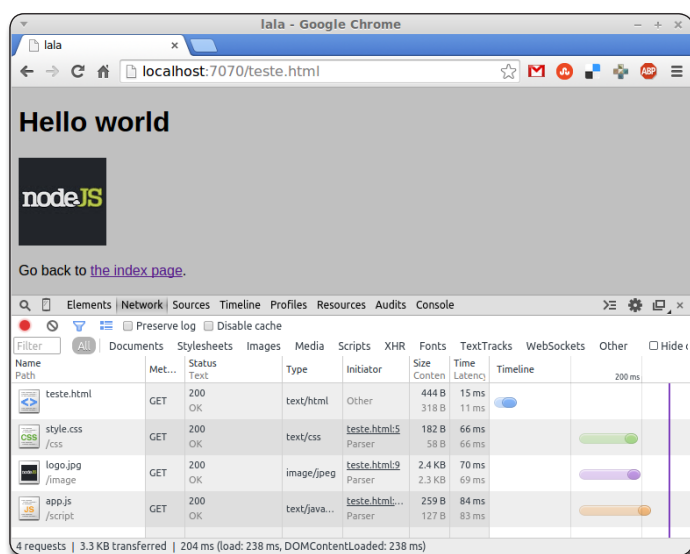 lala - Google Chrome
lala
localhost:7070/teste.html
ABP
Hello world
nodeJS
Go back to the index page.
Elements Network Sources Timeline Profiles Resources Audits Console
Preserve log Disable cache
Filter All Documents Stylesheets Images Media Scripts XHR Fonts TextTracks WebSockets Other Hide
Name Met... Status Type Initiator Size Time Timeline
Path Text Conten Latency 200 ms
teste.html GET 200 text/html Other 444 B 15 ms
OK 318 B 11 ms
CSS style.css GET 200 text/css teste.html:5 182 B 66 ms
/css OK Parser 58 B 66 ms
logo.jpg GET 200 image/jpeg teste.html:9 2.4 KB 70 ms
/image OK Parser 2.3 KB 69 ms
JS app.js GET 200 text/java... teste.html:... 259 B 84 ms
/script OK Parser 127 B 83 ms
4 requests | 3.3 KB transferred | 204 ms (load: 238 ms, DOMContentLoaded: 238 ms)